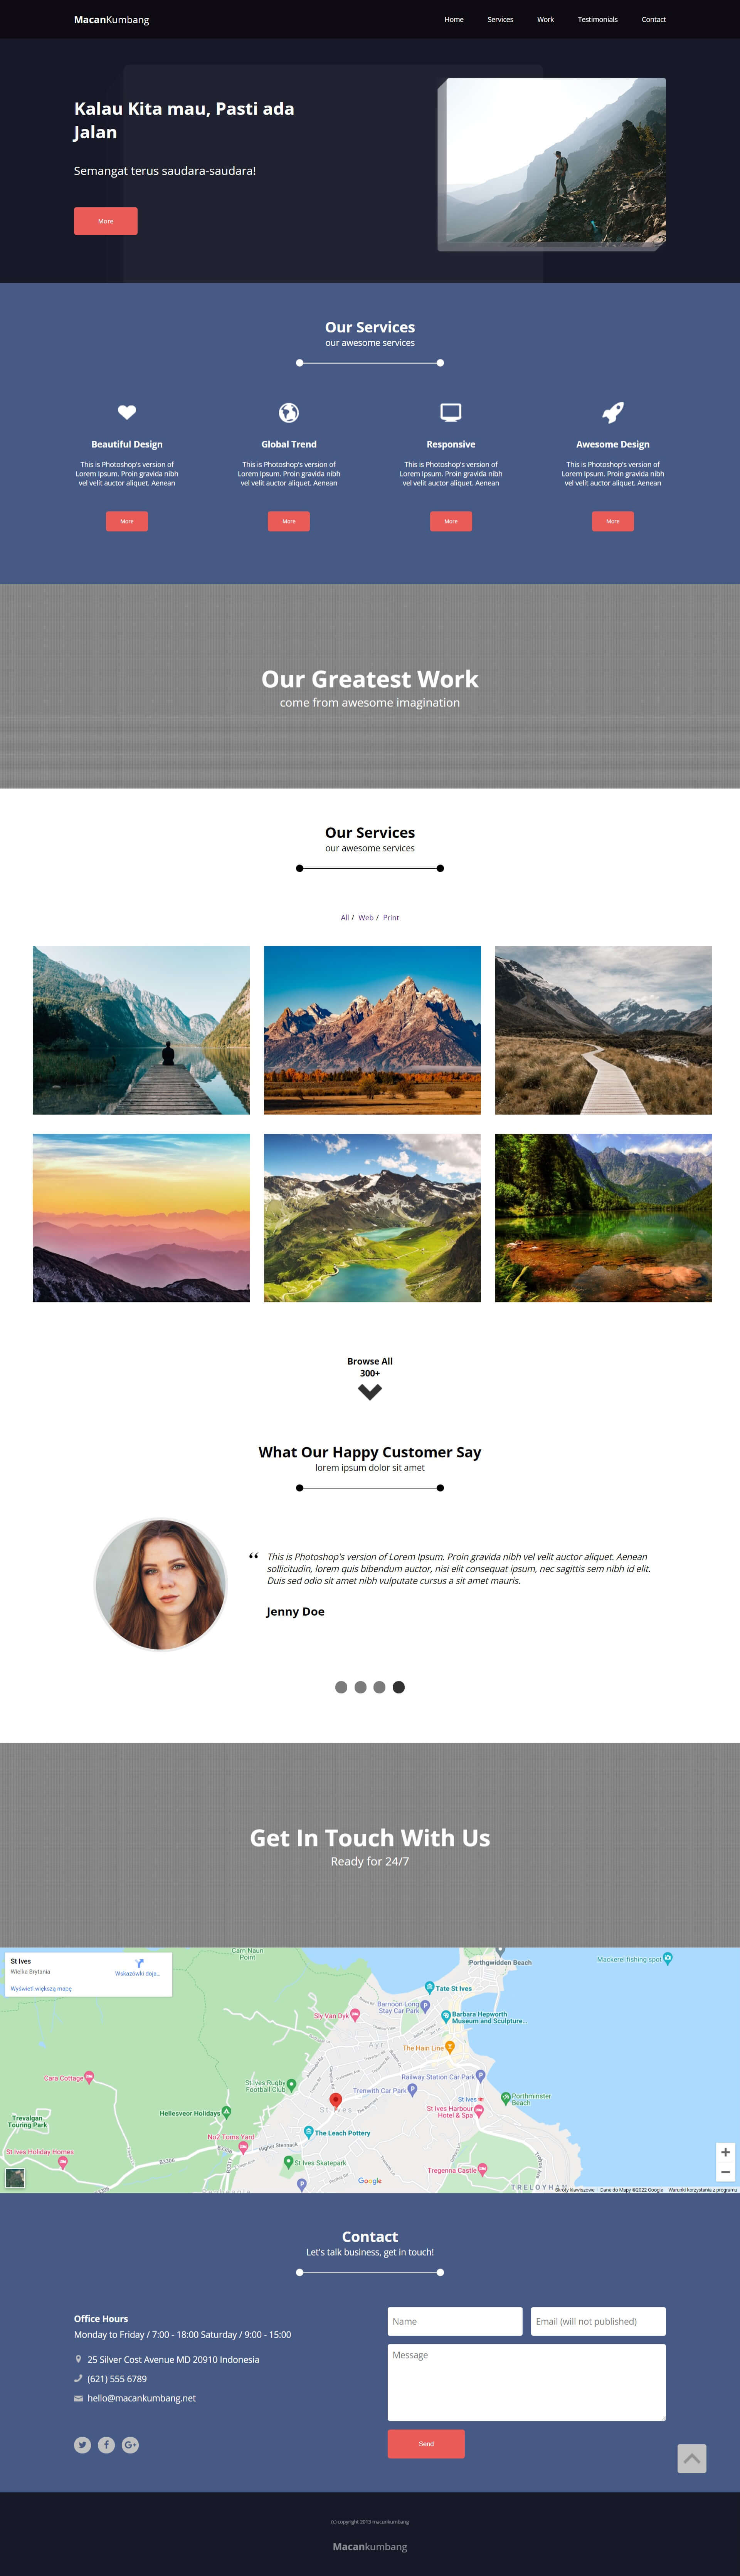 MacanKumbang
Home Services Work Testimonials Contact
Kalau Kita mau, Pasti ada
Jalan
Semangat terus saudara-saudara!
More
Our Services
our awesome services
Beautiful Design
This is Photoshop's version of
Lorem Ipsum. Proin gravida nibh
vel velit auctor aliquet. Aenean
More
Global Trend
This is Photoshop's version of
Lorem Ipsum. Proin gravida nibh
vel velit auctor aliquet. Aenean
More
Responsive
This is Photoshop's version of
Lorem Ipsum. Proin gravida nibh
vel velit auctor aliquet. Aenean
More
Awesome Design
This is Photoshop's version of
Lorem Ipsum. Proin gravida nibh
vel velit auctor aliquet. Aenean
More
Our Greatest Work
come from awesome imagination
Our Services
our awesome services
All / Web / Print
Browse All
300+
What Our Happy Customer Say
lorem ipsum dolor sit amet
“ This is Photoshop's version of Lorem Ipsum. Proin gravida nibh vel velit auctor aliquet. Aenean
sollicitudin, lorem quis bibendum auctor, nisi elit consequat ipsum, nec sagittis sem nibh id elit.
Duis sed odio sit amet nibh vulputate cursus a sit amet mauris.
Jenny Doe
Get In Touch With Us
Ready for 24/7
St Ives
Wielka Brytania
Wskazówki doja...
Wyświetl większą mapę
Carn Naun
Point
Porthgwidden Beach
Mackerel fishing spot
Tate St Ives
Barnoon Long
Stay Car Park
Sly Van Dyk
Barbara Hepworth
Museum and Sculpture...
Ayr
The Hain Line
Cara Cottage
St Ives Rugby
Football Club
Railway Station Car Park
Trenwith Car Park
Trevalgan
Touring Park
Hellesveor Holidays
St Ives
St Ives
St Ives Harbour
Hotel & Spa
Porthminster
Beach
The Leach Pottery
No2 Toms Yard
Higher Stennack
St Ives Holiday Homes
B3306
B3306
St Ives Skatepark
Tregenna Castle
Google
TRELOYHAN
Skróty klawiszowe Dane do Mapy ©2022 Google Warunki korzystania z programu
Contact
Let's talk business, get in touch!
Office Hours
Monday to Friday / 7:00 - 18:00 Saturday / 9:00 - 15:00
25 Silver Cost Avenue MD 20910 Indonesia
(621) 555 6789
hello@macankumbang.net
Name
Email (will not published)
Message
Send
(c) copyright 2013 macunkumbang
Macankumbang